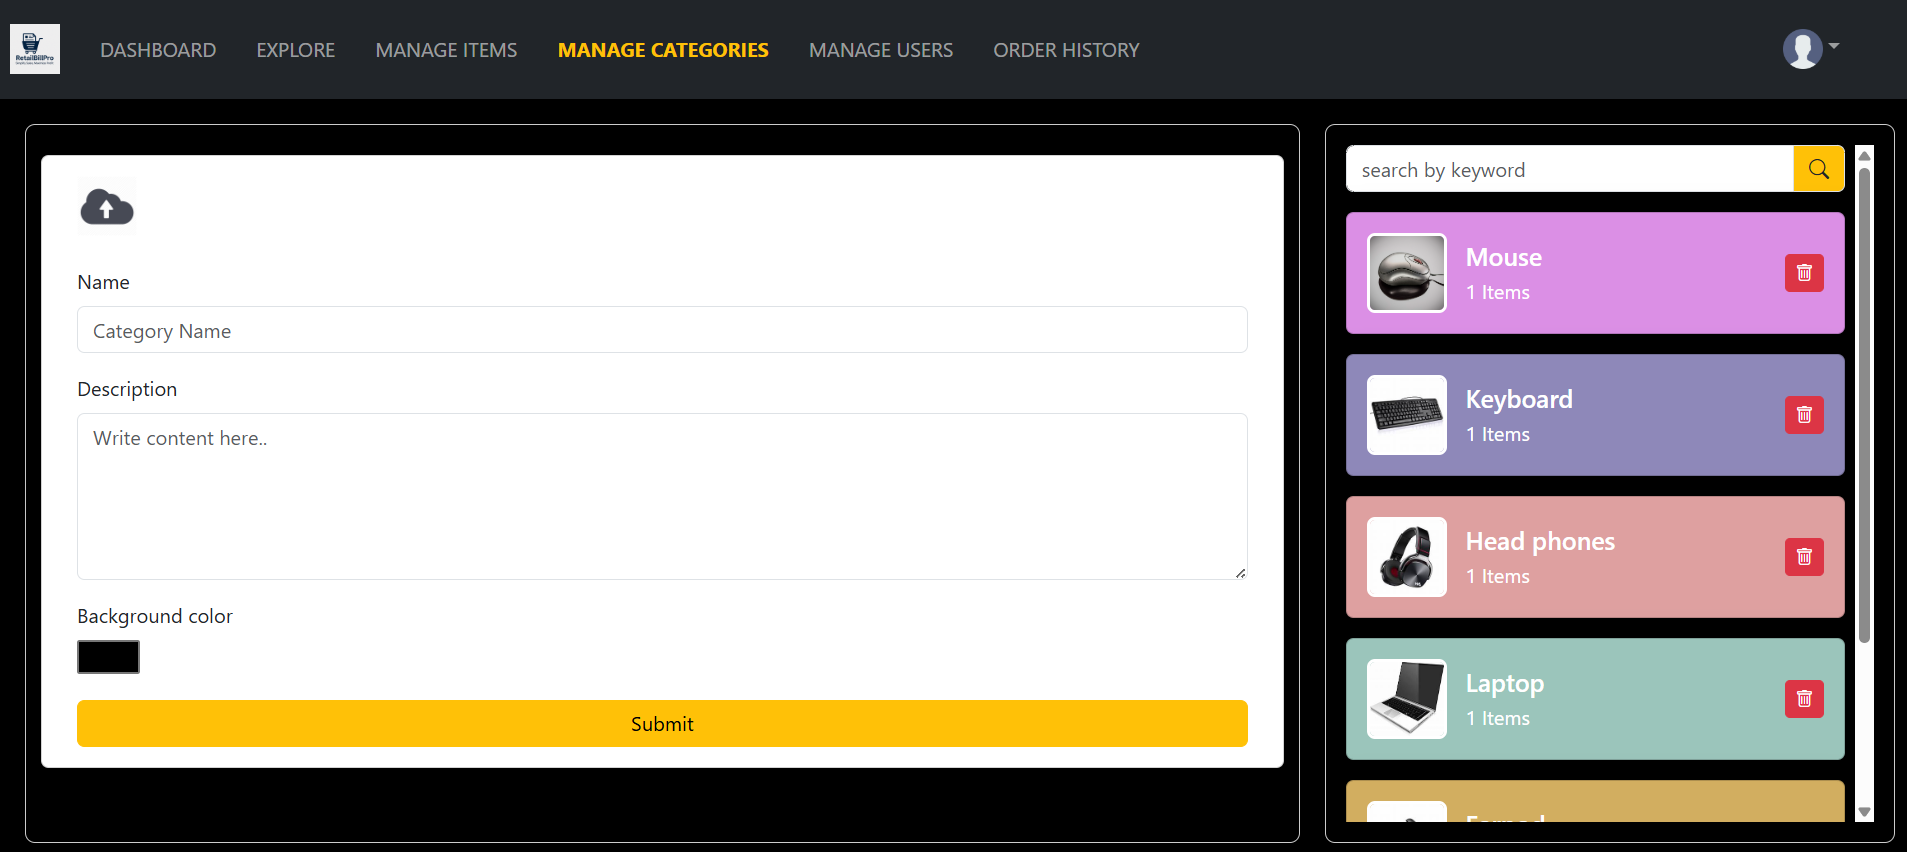 RetailBillPro
DASHBOARD
EXPLORE
MANAGE ITEMS
MANAGE CATEGORIES
MANAGE USERS
ORDER HISTORY
Name
Category Name
Description
Write content here..
Background color
Submit
search by keyword
Mouse
1 Items
Keyboard
1 Items
Head phones
1 Items
Laptop
1 Items